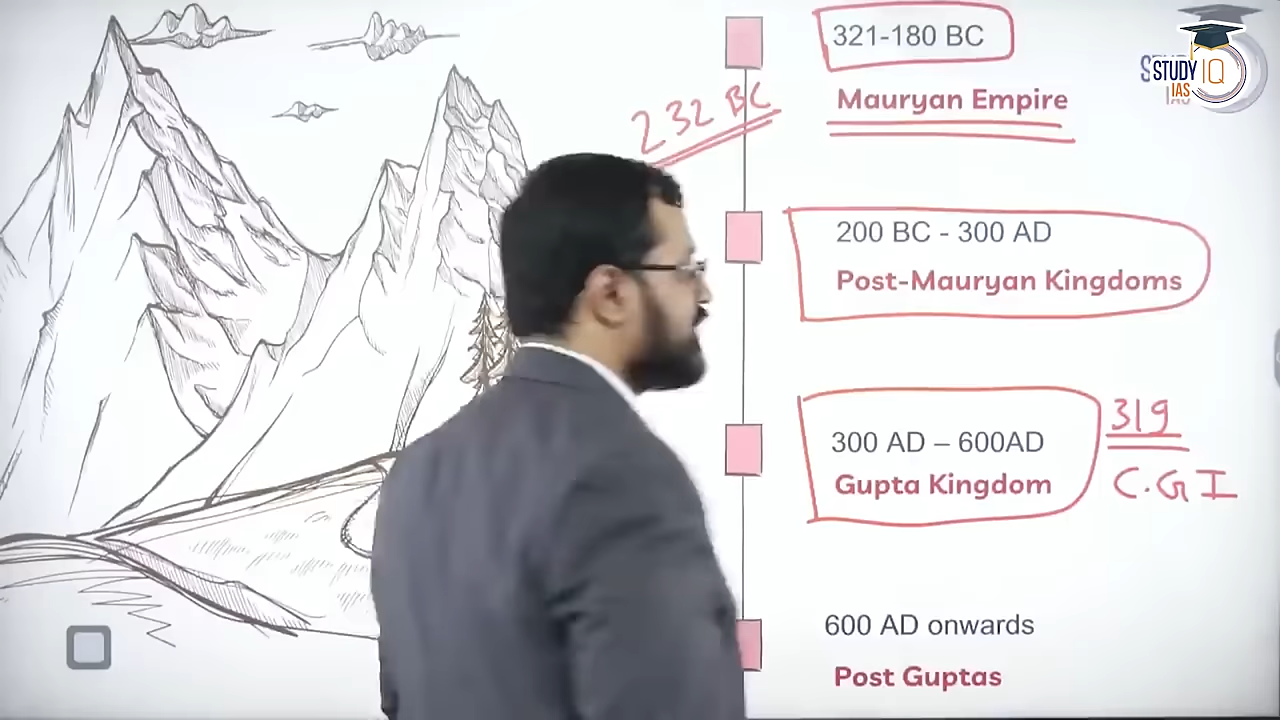 321-180 BC
STUDY IQ
IAS
Mauryan Empire
232 BC
200 BC - 300 AD
Post-Mauryan Kingdoms
319
300 AD – 600AD
Gupta Kingdom
C.G I
600 AD onwards
Post Guptas